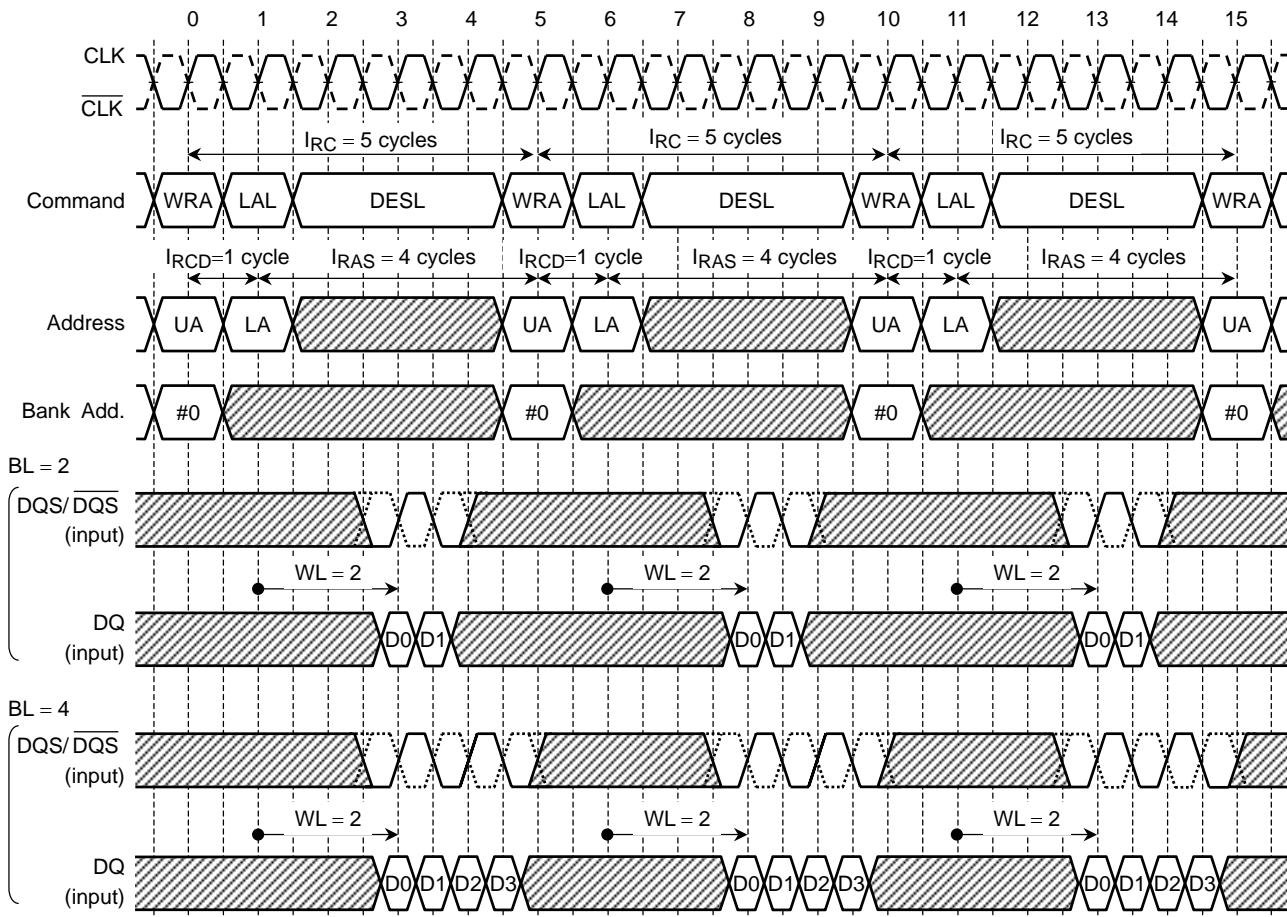 0 1 2 3 4 5 6 7 8 9 10 11 12 13 14 15
CLK
CLK
IRC = 5 cycles IRC = 5 cycles IRC = 5 cycles
Command WRA LAL DESL WRA LAL DESL WRA LAL DESL WRA
IRCD=1 cycle IRAS = 4 cycles IRCD=1 cycle IRAS = 4 cycles IRCD=1 cycle IRAS = 4 cycles
Address UA LA UA LA UA LA UA
Bank Add. #0 #0 #0 #0
BL = 2
DQS/ DQS
(input)
WL = 2 WL = 2 WL = 2
DQ D0 D1 D0 D1 D0 D1
(input)
BL = 4
DQS/ DQS
(input)
WL = 2 WL = 2 WL = 2
DQ D0 D1 D2 D3 D0 D1 D2 D3 D0 D1 D2 D3
(input)